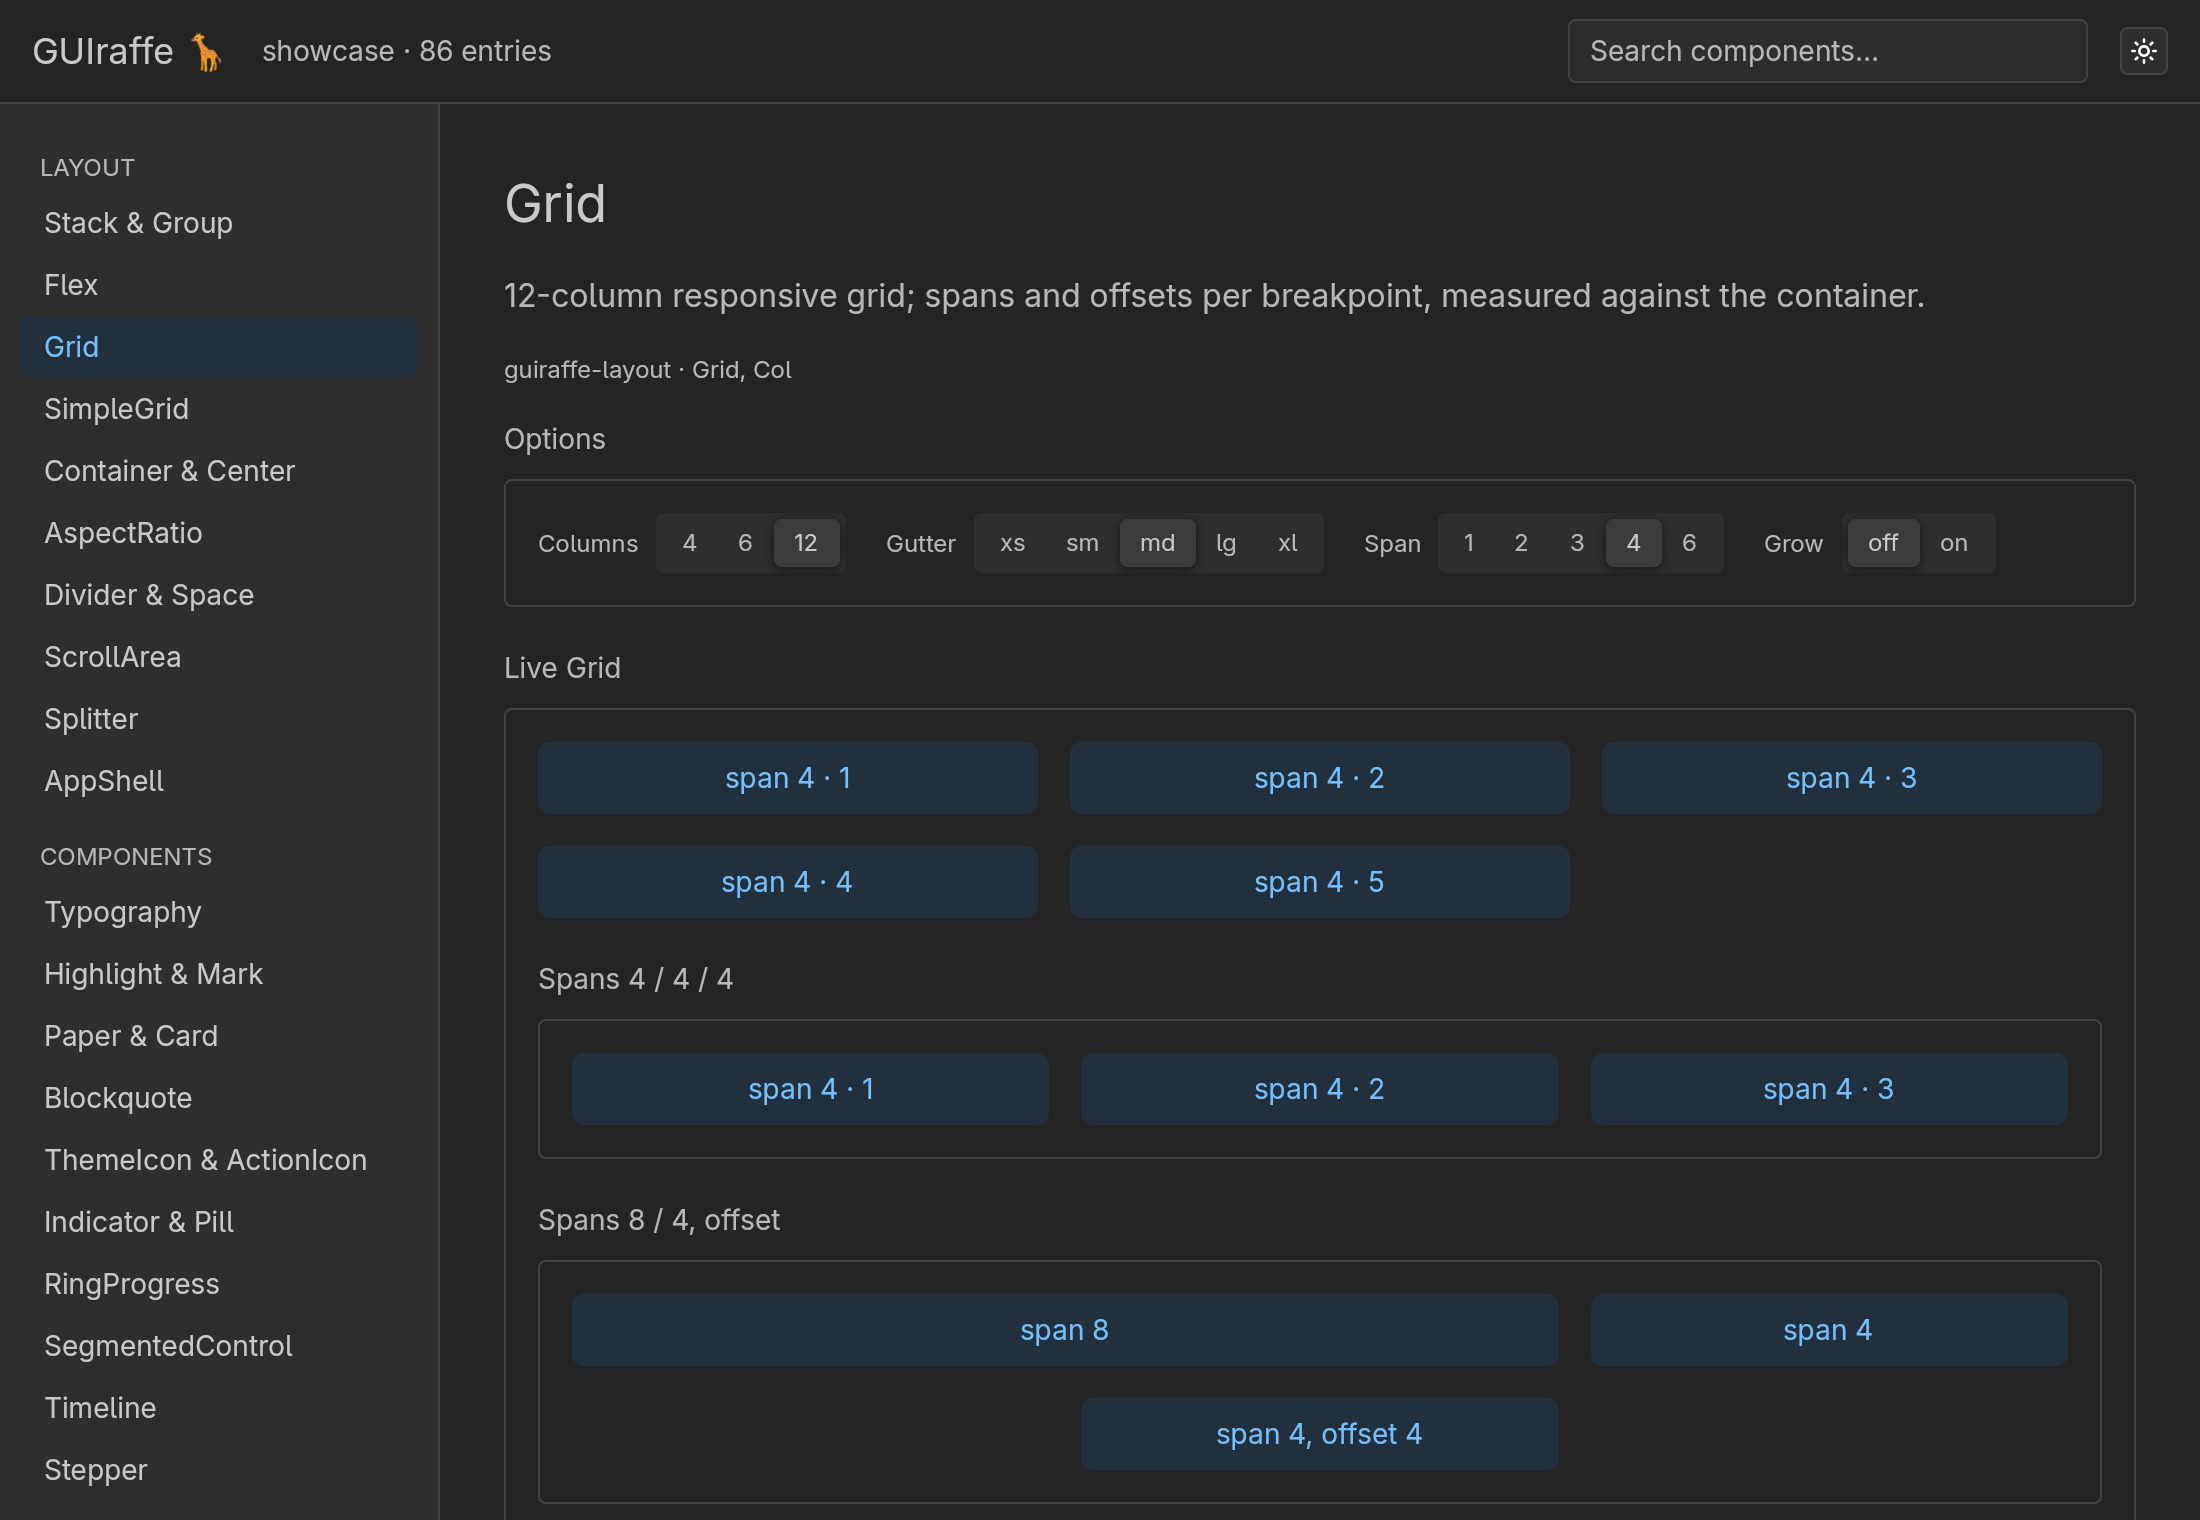 GUIraffe 🦒 showcase · 86 entries Search components...
LAYOUT
Stack & Group
Flex
Grid
SimpleGrid
Container & Center
AspectRatio
Divider & Space
ScrollArea
Splitter
AppShell
COMPONENTS
Typography
Highlight & Mark
Paper & Card
Blockquote
ThemeIcon & ActionIcon
Indicator & Pill
RingProgress
SegmentedControl
Timeline
Stepper
Grid
12-column responsive grid; spans and offsets per breakpoint, measured against the container.
guiraffe-layout · Grid, Col
Options
Columns 4 6 12 Gutter xs sm md lg xl Span 1 2 3 4 6 Grow off on
Live Grid
span 4 · 1 span 4 · 2 span 4 · 3
span 4 · 4 span 4 · 5
Spans 4 / 4 / 4
span 4 · 1 span 4 · 2 span 4 · 3
Spans 8 / 4, offset
span 8 span 4
span 4, offset 4